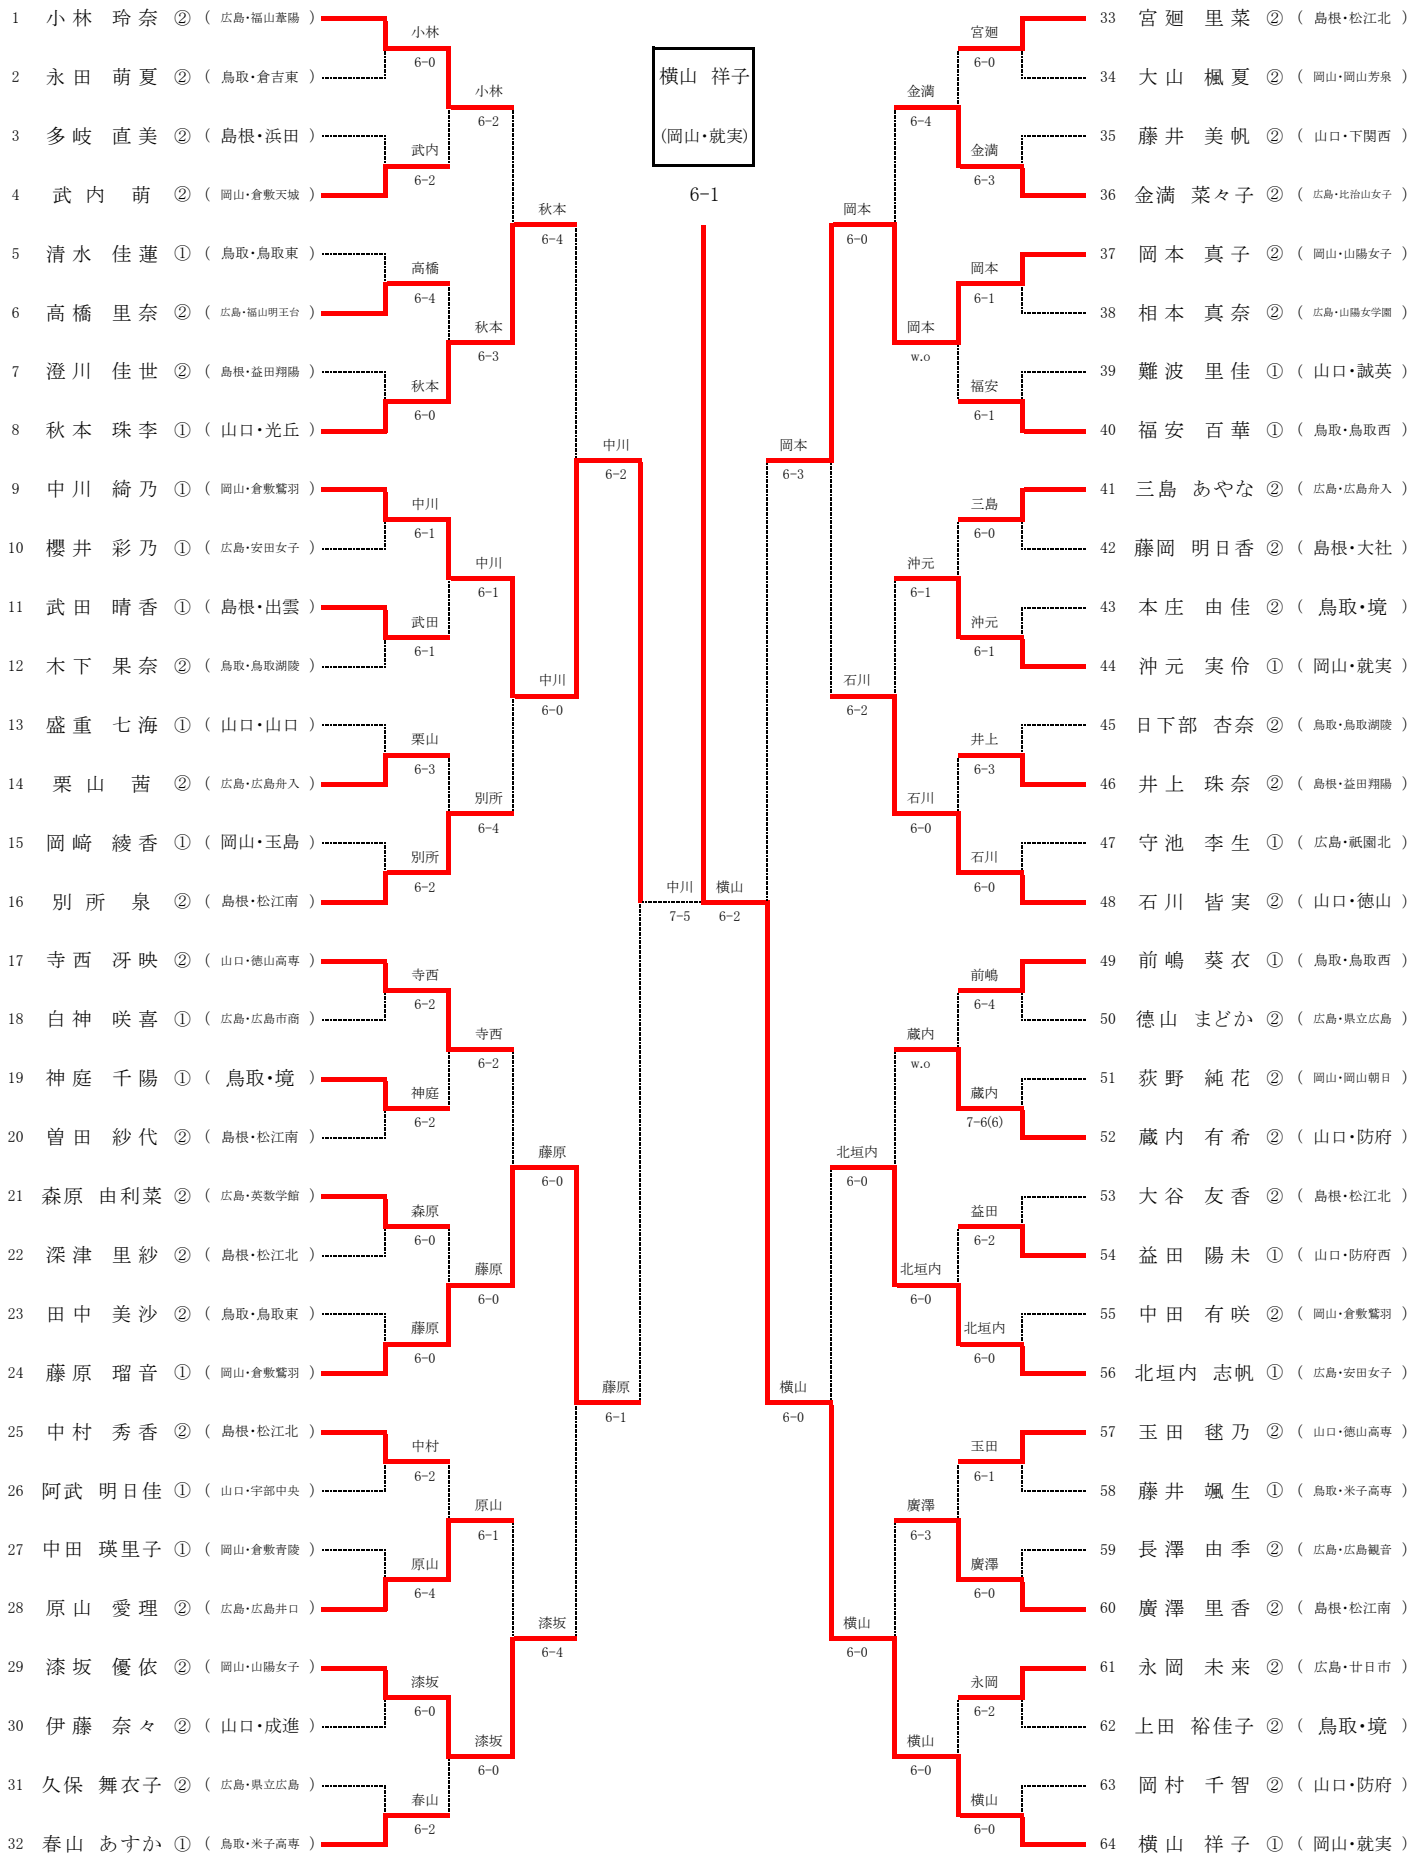 1 小林 玲奈 ② ( 広島・福山葦陽 )
2 永田 萌夏 ② ( 鳥取・倉吉東 )
3 多岐 直美 ② ( 島根・浜田 )
4 武内 萌 ② ( 岡山・倉敷天城 )
5 清水 佳蓮 ① ( 鳥取・鳥取東 )
6 高橋 里奈 ② ( 広島・福山明王台 )
7 澄川 佳世 ② ( 島根・益田翔陽 )
8 秋本 珠李 ① ( 山口・光丘 )
9 中川 綺乃 ① ( 岡山・倉敷鷲羽 )
10 櫻井 彩乃 ① ( 広島・安田女子 )
11 武田 晴香 ① ( 島根・出雲 )
12 木下 果奈 ② ( 鳥取・鳥取湖陵 )
13 盛重 七海 ① ( 山口・山口 )
14 栗山 茜 ② ( 広島・広島舟入 )
15 岡﨑 綾香 ① ( 岡山・玉島 )
16 別所 泉 ② ( 島根・松江南 )
17 寺西 冴映 ② ( 山口・徳山高専 )
18 白神 咲喜 ① ( 広島・広島市商 )
19 神庭 千陽 ① ( 鳥取・境 )
20 曽田 紗代 ② ( 島根・松江南 )
21 森原 由利菜 ② ( 広島・英数学館 )
22 深津 里紗 ② ( 島根・松江北 )
23 田中 美沙 ② ( 鳥取・鳥取東 )
24 藤原 瑠音 ① ( 岡山・倉敷鷲羽 )
25 中村 秀香 ② ( 島根・松江北 )
26 阿武 明日佳 ① ( 山口・宇部中央 )
27 中田 瑛里子 ① ( 岡山・倉敷青陵 )
28 原山 愛理 ② ( 広島・広島井口 )
29 漆坂 優依 ② ( 岡山・山陽女子 )
30 伊藤 奈々 ② ( 山口・成進 )
31 久保 舞衣子 ② ( 広島・県立広島 )
32 春山 あすか ① ( 鳥取・米子高専 )
小林
6-0
武内
6-2
高橋
6-4
秋本
6-0
中川
6-1
武田
6-1
栗山
6-3
別所
6-2
寺西
6-2
神庭
6-2
森原
6-0
藤原
6-0
中村
6-2
原山
6-4
漆坂
6-0
春山
6-2
小林
6-2
秋本
6-3
中川
6-1
別所
6-4
寺西
6-2
藤原
6-0
原山
6-1
漆坂
6-0
秋本
6-4
中川
6-0
藤原
6-0
漆坂
6-4
中川
6-2
藤原
6-1
中川
7-5
横山 祥子
(岡山・就実)
6-1
横山
6-2
岡本
6-3
横山
6-0
岡本
6-0
石川
6-2
北垣内
6-0
横山
6-0
金満
6-4
岡本
w.o
沖元
6-1
石川
6-0
蔵内
w.o
北垣内
6-0
廣澤
6-3
横山
6-0
宮廻
6-0
金満
6-3
岡本
6-1
福安
6-1
三島
6-0
沖元
6-1
井上
6-3
石川
6-0
前嶋
6-4
蔵内
7-6(6)
益田
6-2
北垣内
6-0
玉田
6-1
廣澤
6-0
永岡
6-2
横山
6-0
33 宮廻 里菜 ② ( 島根・松江北 )
34 大山 楓夏 ② ( 岡山・岡山芳泉 )
35 藤井 美帆 ② ( 山口・下関西 )
36 金満 菜々子 ② ( 広島・比治山女子 )
37 岡本 真子 ② ( 岡山・山陽女子 )
38 相本 真奈 ② ( 広島・山陽女学園 )
39 難波 里佳 ① ( 山口・誠英 )
40 福安 百華 ① ( 鳥取・鳥取西 )
41 三島 あやな ② ( 広島・広島舟入 )
42 藤岡 明日香 ② ( 島根・大社 )
43 本庄 由佳 ② ( 鳥取・境 )
44 沖元 実伶 ① ( 岡山・就実 )
45 日下部 杏奈 ② ( 鳥取・鳥取湖陵 )
46 井上 珠奈 ② ( 島根・益田翔陽 )
47 守池 李生 ① ( 広島・祇園北 )
48 石川 皆実 ② ( 山口・徳山 )
49 前嶋 葵衣 ① ( 鳥取・鳥取西 )
50 德山 まどか ② ( 広島・県立広島 )
51 荻野 純花 ② ( 岡山・岡山朝日 )
52 蔵内 有希 ② ( 山口・防府 )
53 大谷 友香 ② ( 島根・松江北 )
54 益田 陽未 ① ( 山口・防府西 )
55 中田 有咲 ② ( 岡山・倉敷鷲羽 )
56 北垣内 志帆 ① ( 広島・安田女子 )
57 玉田 毬乃 ② ( 山口・徳山高専 )
58 藤井 颯生 ① ( 鳥取・米子高専 )
59 長澤 由季 ② ( 広島・広島観音 )
60 廣澤 里香 ② ( 島根・松江南 )
61 永岡 未来 ② ( 広島・廿日市 )
62 上田 裕佳子 ② ( 鳥取・境 )
63 岡村 千智 ② ( 山口・防府 )
64 横山 祥子 ① ( 岡山・就実 )